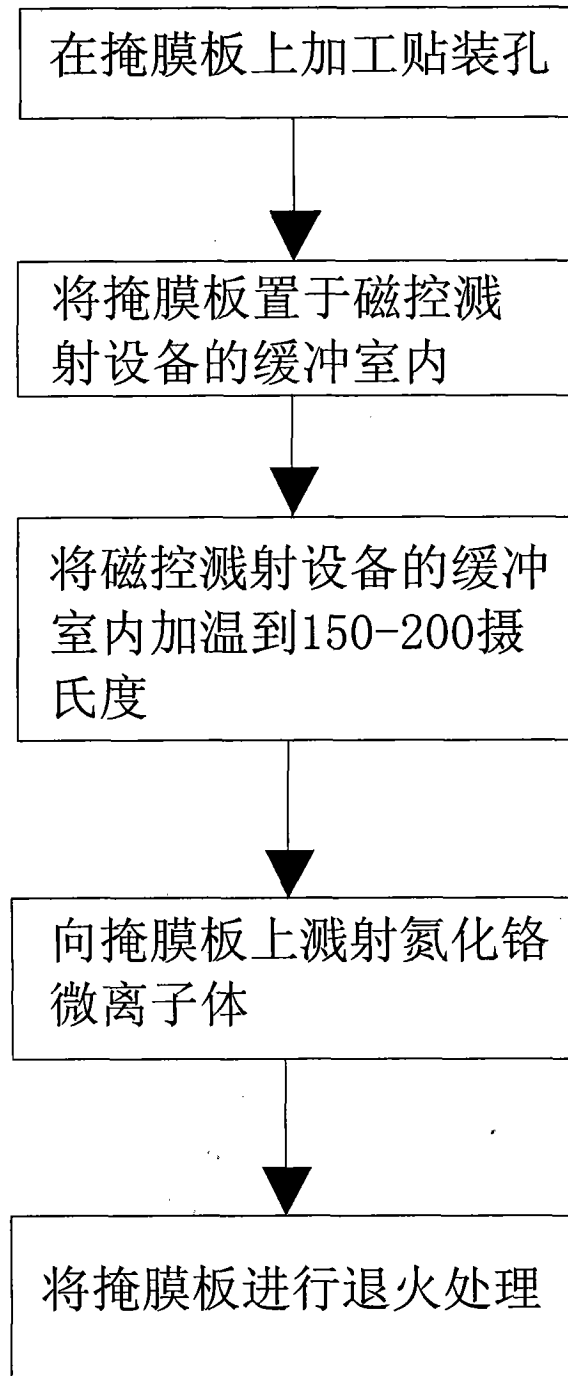 在掩膜板上加工贴装孔
将掩膜板置于磁控溅
射设备的缓冲室内
将磁控溅射设备的缓冲
室内加温到150-200摄
氏度
向掩膜板上溅射氮化铬
微离子体
将掩膜板进行退火处理